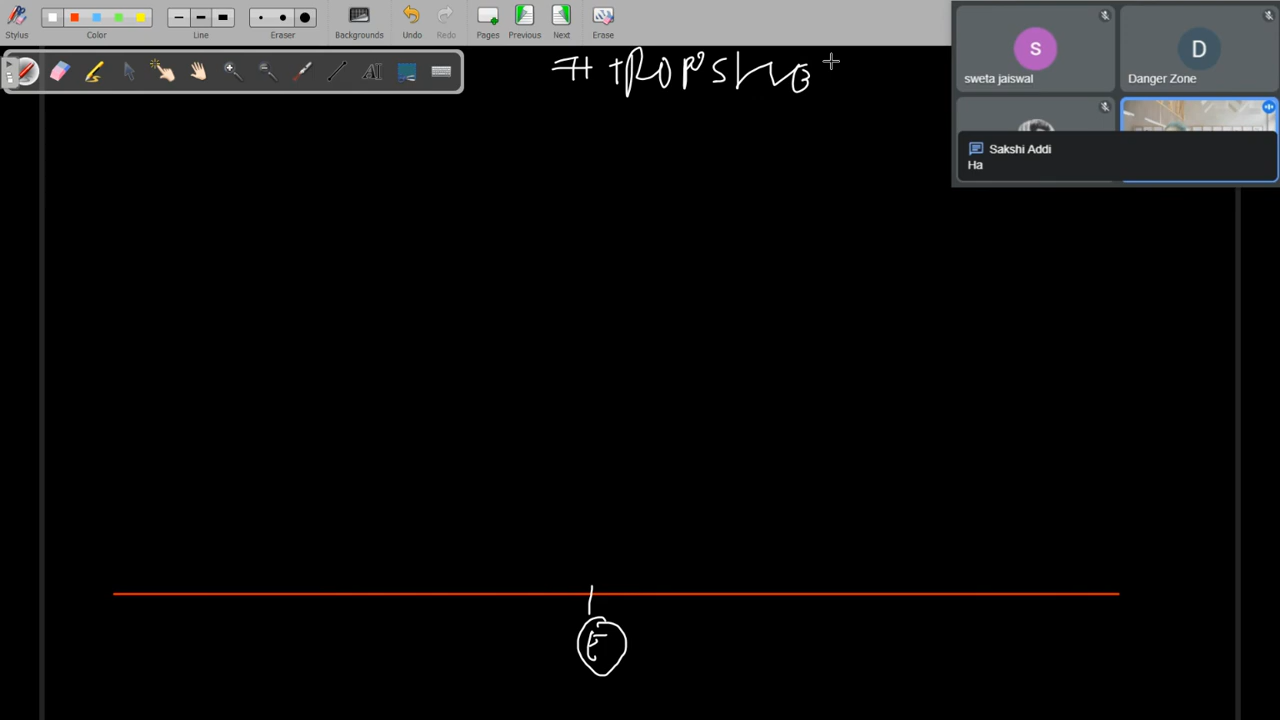 Stylus
Color
Line
Eraser
Backgrounds
Undo
Redo
Pages
Previous
Next
Erase
S
sweta jaiswal
D
Danger Zone
Sakshi Addi
Ha
E